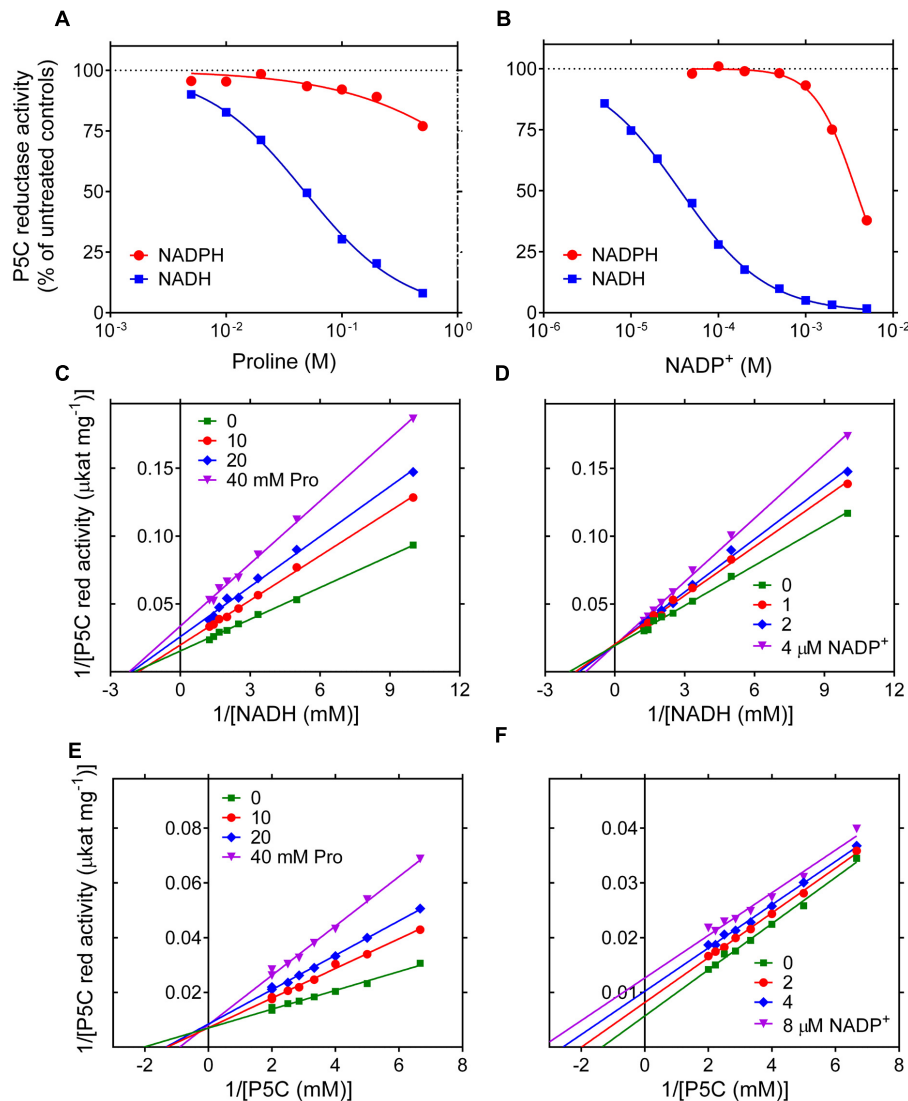 A
P5C reductase activity
(% of untreated controls)
100
75
50
25
0
NADPH
NADH
10-3
10-2
10-1
100
Proline (M)
B
100
75
50
25
0
NADPH
NADH
10-6
10-5
10-4
10-3
10-2
NADP+ (M)
C
1/[P5C red activity (µkat mg-1)]
0.15
0.10
0.05
0
10
20
40 mM Pro
-3
0
3
6
9
12
1/[NADH (mM)]
D
0.15
0.10
0.05
0
1
2
4 µM NADP+
-3
0
3
6
9
12
1/[NADH (mM)]
E
1/[P5C red activity (µkat mg-1)]
0.08
0.06
0.04
0.02
0
10
20
40 mM Pro
-2
0
2
4
6
8
1/[P5C (mM)]
F
0.04
0.03
0.02
0.01
0
2
4
8 µM NADP+
-2
0
2
4
6
8
1/[P5C (mM)]